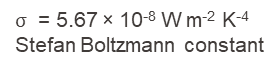 σ = 5.67 × 10⁻⁸ W m⁻² K⁻⁴
Stefan Boltzmann constant